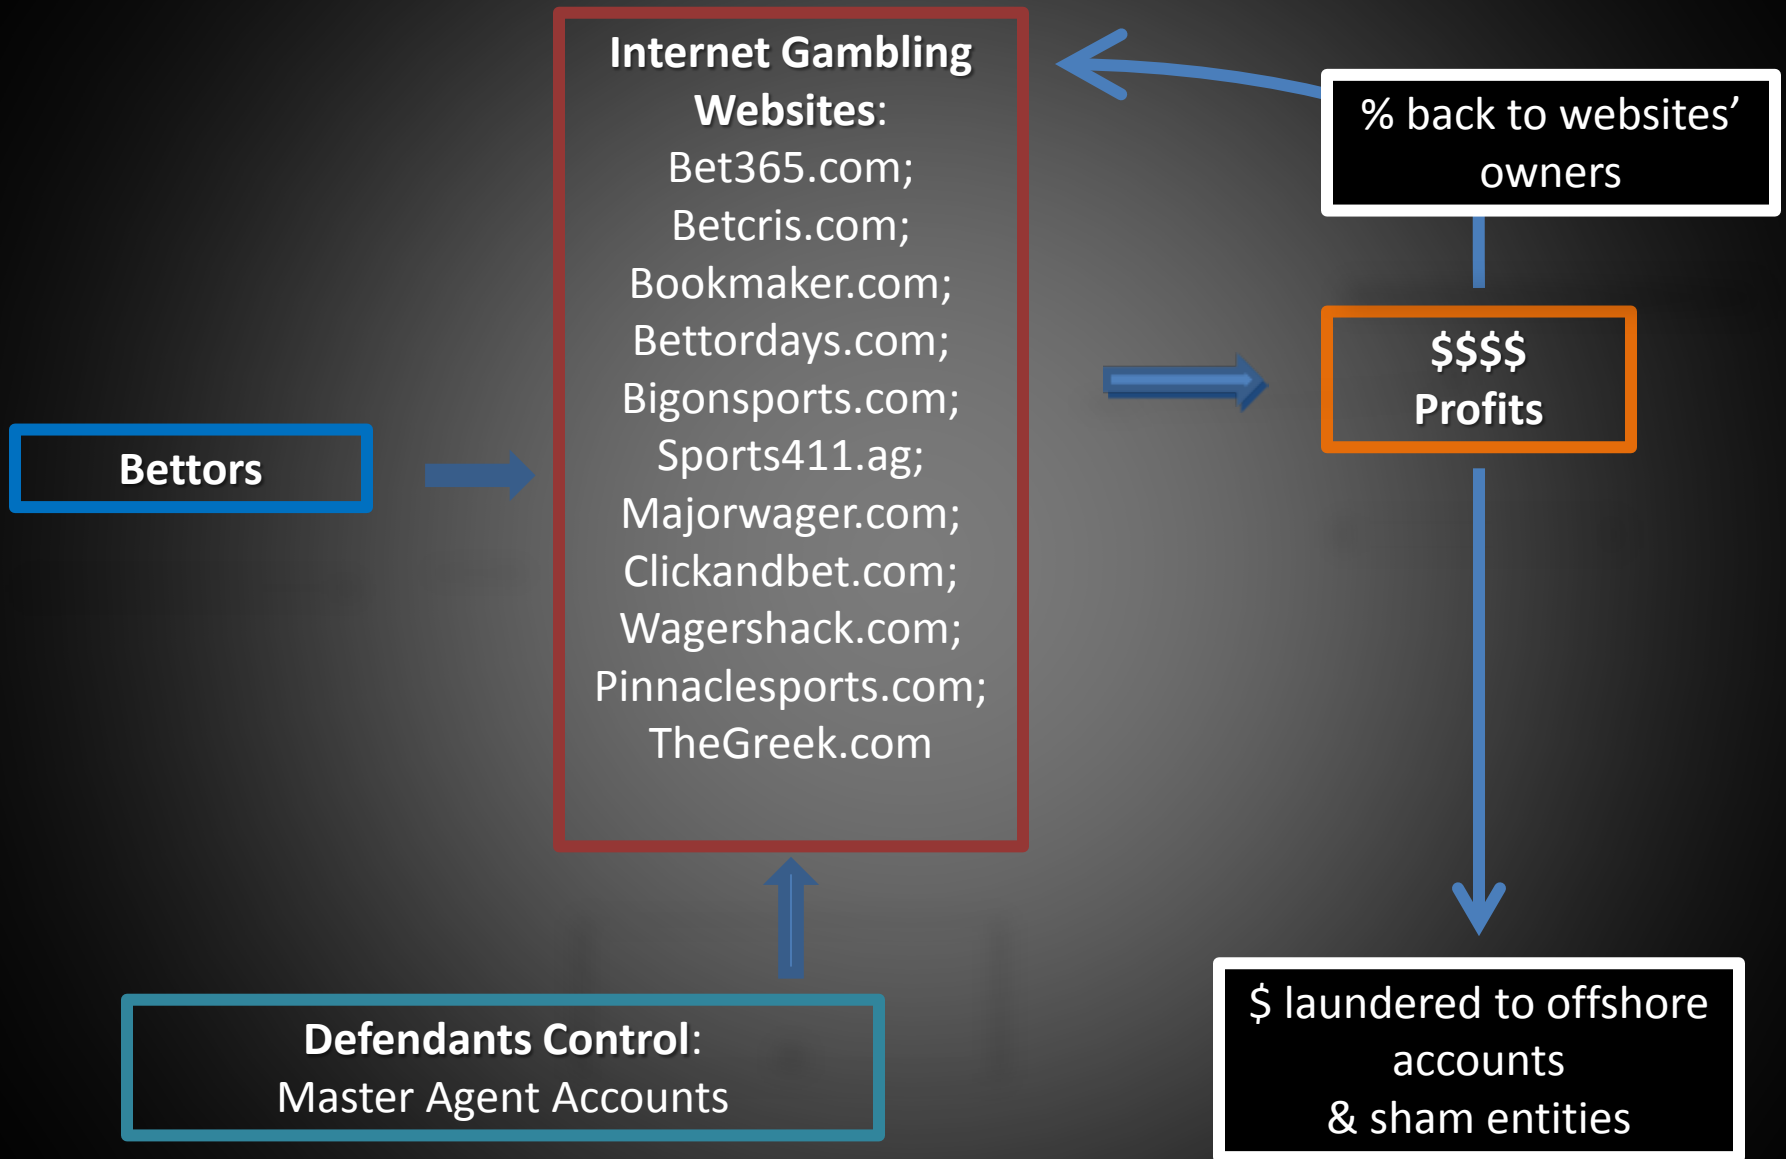 Internet Gambling
Websites:
Bet365.com;
Betcris.com;
Bookmaker.com;
Bettordays.com;
Bigonsports.com;
Sports411.ag;
Majorwager.com;
Clickandbet.com;
Wagershack.com;
Pinnaclesports.com;
TheGreek.com
% back to websites’
owners
$$$$
Profits
Bettors
Defendants Control:
Master Agent Accounts
$ laundered to offshore
accounts
& sham entities